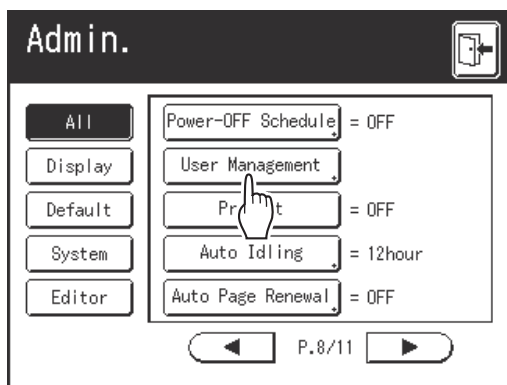 Admin.
All
Power-OFF Schedule = OFF
Display
User Management
Default
= OFF
System
Auto Idling = 12hour
Editor
Auto Page Renewal = OFF
P.8/11